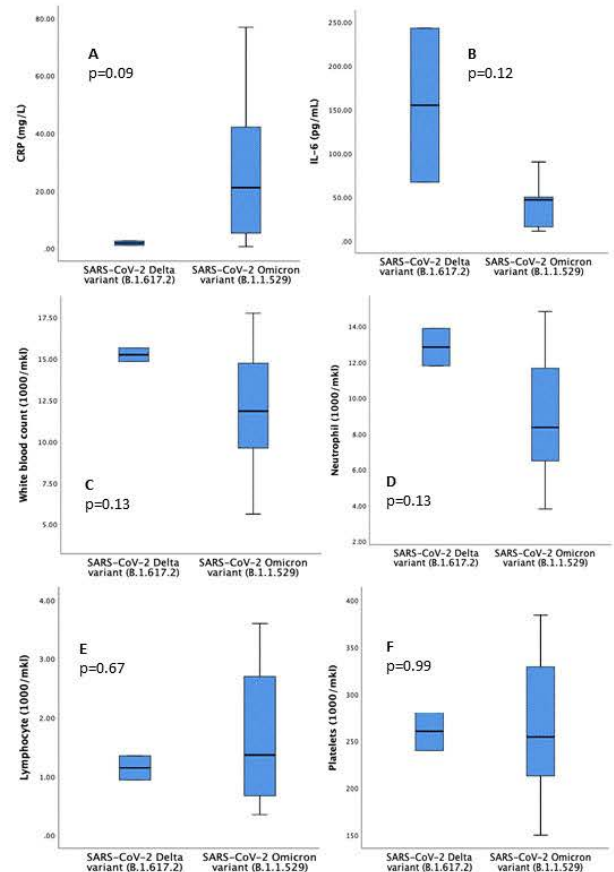 A
p=0.09
CRP (mg/L)
80.00
60.00
40.00
20.00
.00
SARS-CoV-2 Delta SARS-CoV-2 Omicron
variant (B.1.617.2) variant (B.1.1.529)
B
p=0.12
IL-6 (pg/mL)
250.00
200.00
150.00
100.00
50.00
.00
SARS-CoV-2 Delta SARS-CoV-2 Omicron
variant (B.1.617.2) variant (B.1.1.529)
C
p=0.13
White blood count (1000/mkl)
17.50
15.00
12.50
10.00
7.50
5.00
SARS-CoV-2 Delta SARS-CoV-2 Omicron
variant (B.1.617.2) variant (B.1.1.529)
D
p=0.13
Neutrophil (1000/mkl)
14.00
12.00
10.00
8.00
6.00
4.00
2.00
SARS-CoV-2 Delta SARS-CoV-2 Omicron
variant (B.1.617.2) variant (B.1.1.529)
E
p=0.67
Lymphocyte (1000/mkl)
4.00
3.00
2.00
1.00
.00
SARS-CoV-2 Delta SARS-CoV-2 Omicron
variant (B.1.617.2) variant (B.1.1.529)
F
p=0.99
Platelets (1000/mkl)
400
350
300
250
200
150
SARS-CoV-2 Delta SARS-CoV-2 Omicron
variant (B.1.617.2) variant (B.1.1.529)